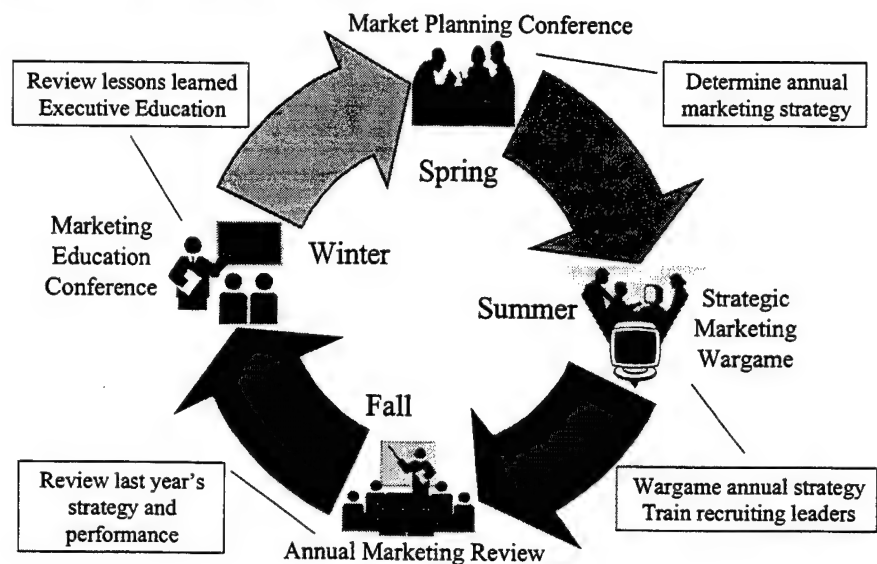 Market Planning Conference
Determine annual
marketing strategy
Spring
Summer
Strategic
Marketing
Wargame
Wargame annual strategy
Train recruiting leaders
Fall
Annual Marketing Review
Review last year's
strategy and
performance
Winter
Marketing
Education
Conference
Review lessons learned
Executive Education